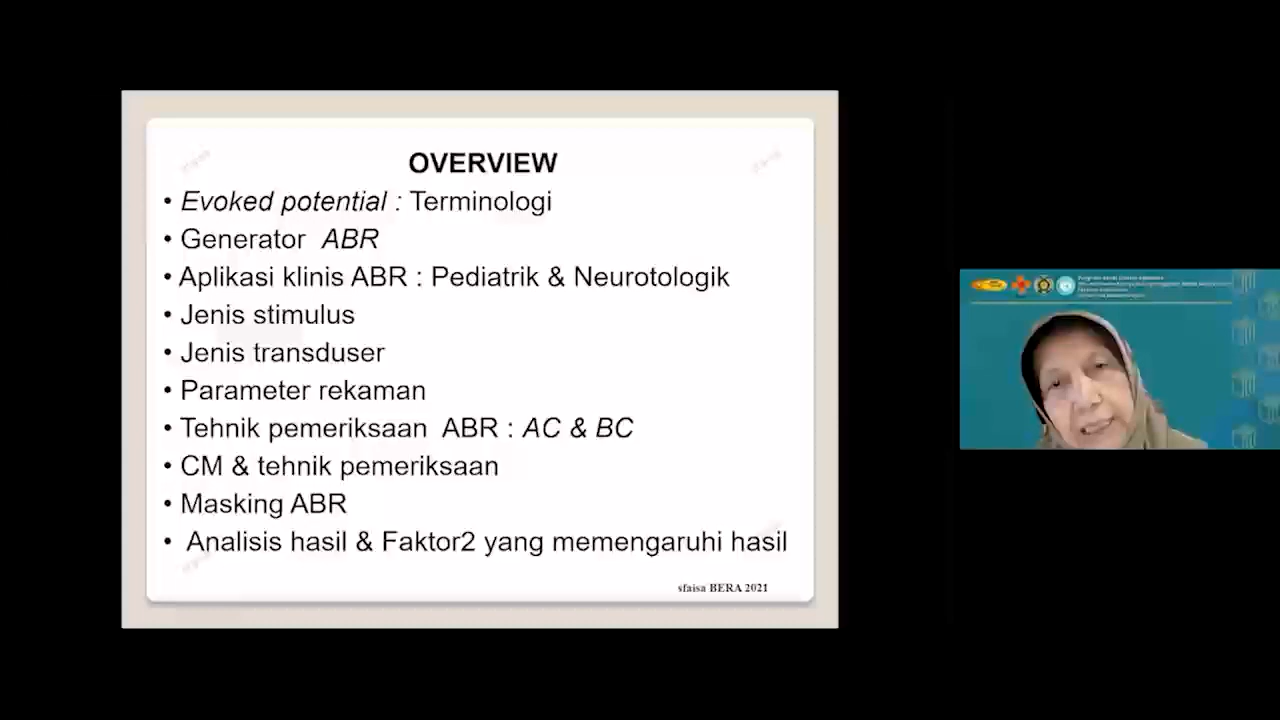 OVERVIEW
• Evoked potential : Terminologi
• Generator ABR
• Aplikasi klinis ABR : Pediatrik & Neurotologik
• Jenis stimulus
• Jenis transduser
• Parameter rekaman
• Tehnik pemeriksaan ABR : AC & BC
• CM & tehnik pemeriksaan
• Masking ABR
• Analisis hasil & Faktor2 yang memengaruhi hasil
sfaisa BERA 2021